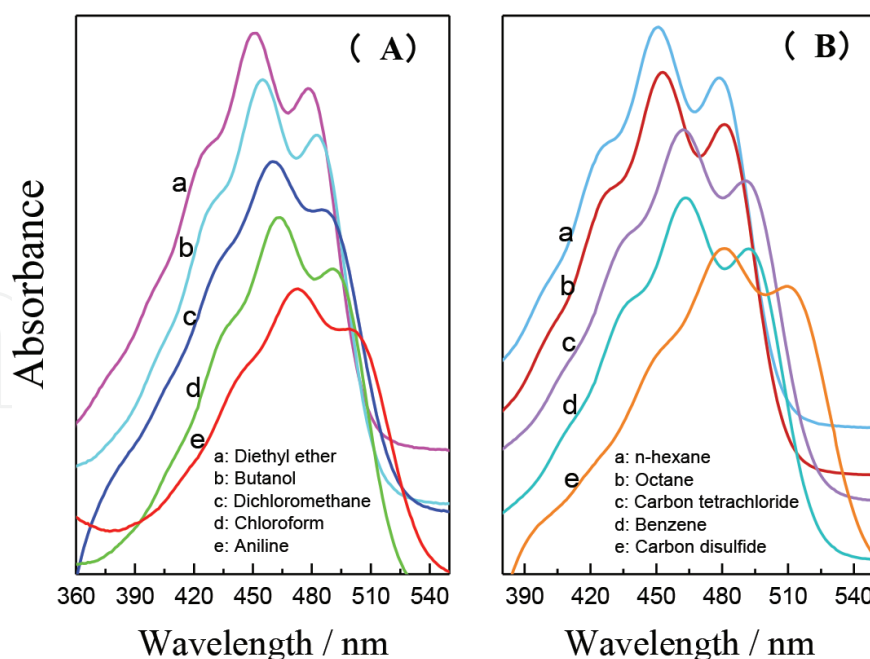 ( A)
( B)
Absorbance
a
b
c
d
e
a: Diethyl ether
b: Butanol
c: Dichloromethane
d: Chloroform
e: Aniline
360 390 420 450 480 510 540
Wavelength / nm
a
b
c
d
e
a: n-hexane
b: Octane
c: Carbon tetrachloride
d: Benzene
e: Carbon disulfide
390 420 450 480 510 540
Wavelength / nm